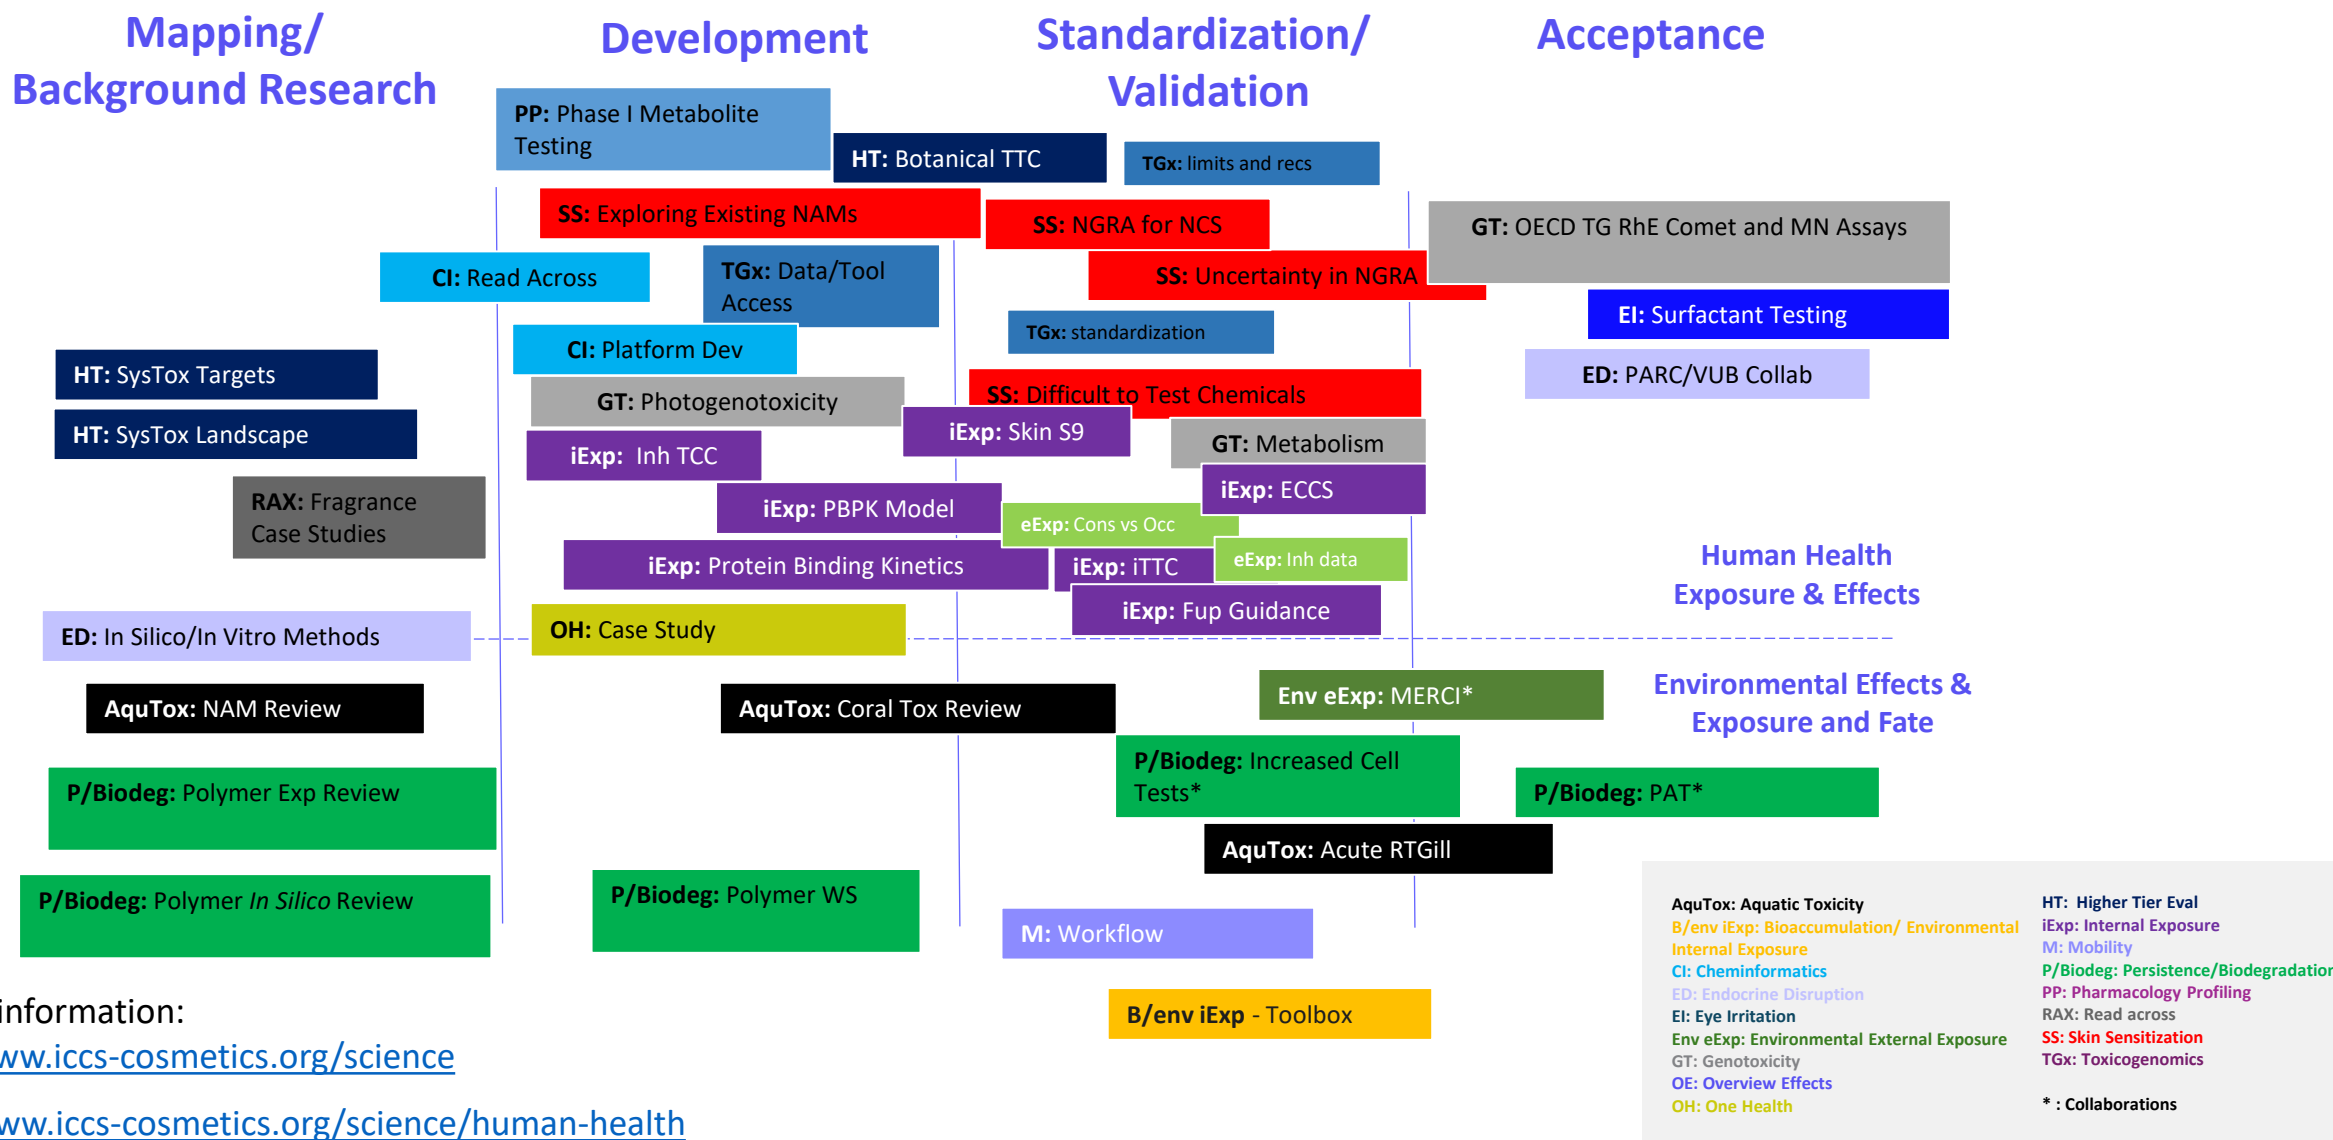 Mapping/
Background Research
Development
Standardization/
Validation
Acceptance
PP: Phase I Metabolite
Testing
HT: Botanical TTC
TGx: limits and recs
SS: Exploring Existing NAMs
SS: NGRA for NCS
GT: OECD TG RhE Comet and MN Assays
CI: Read Across
TGx: Data/Tool
Access
SS: Uncertainty in NGRA
EI: Surfactant Testing
TGx: standardization
CI: Platform Dev
HT: SysTox Targets
ED: PARC/VUB Collab
GT: Photogenotoxicity
SS: Difficult to Test Chemicals
HT: SysTox Landscape
iExp: Skin S9
GT: Metabolism
iExp: Inh TCC
iExp: ECCS
RAX: Fragrance
Case Studies
iExp: PBPK Model
eExp: Cons vs Occ
iExp: Protein Binding Kinetics
iExp: iTTC
eExp: Inh data
Human Health
Exposure & Effects
iExp: Fup Guidance
ED: In Silico/In Vitro Methods
OH: Case Study
AquTox: NAM Review
AquTox: Coral Tox Review
Env eExp: MERCI*
Environmental Effects &
Exposure and Fate
P/Biodeg: Polymer Exp Review
P/Biodeg: Increased Cell
Tests*
P/Biodeg: PAT*
AquTox: Acute RTGill
P/Biodeg: Polymer In Silico Review
P/Biodeg: Polymer WS
M: Workflow
B/env iExp - Toolbox
information:
ww.iccs-cosmetics.org/science
ww.iccs-cosmetics.org/science/human-health
AquTox: Aquatic Toxicity
B/env iExp: Bioaccumulation/ Environmental
Internal Exposure
CI: Cheminformatics
ED: Endocrine Disruption
EI: Eye Irritation
Env eExp: Environmental External Exposure
GT: Genotoxicity
OE: Overview Effects
OH: One Health
HT: Higher Tier Eval
iExp: Internal Exposure
M: Mobility
P/Biodeg: Persistence/Biodegradation
PP: Pharmacology Profiling
RAX: Read across
SS: Skin Sensitization
TGx: Toxicogenomics
* : Collaborations